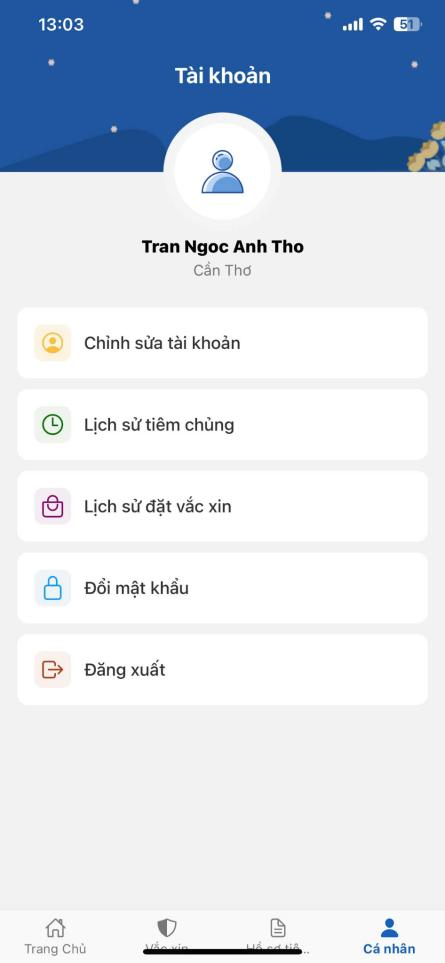 13:03
51
Tài khoản
Tran Ngoc Anh Tho
Cần Thơ
Chỉnh sửa tài khoản
Lịch sử tiêm chủng
Lịch sử đặt vắc xin
Đổi mật khẩu
Đăng xuất
Trang Chủ
Vắc xin
Hồ sơ tiê...
Cá nhân